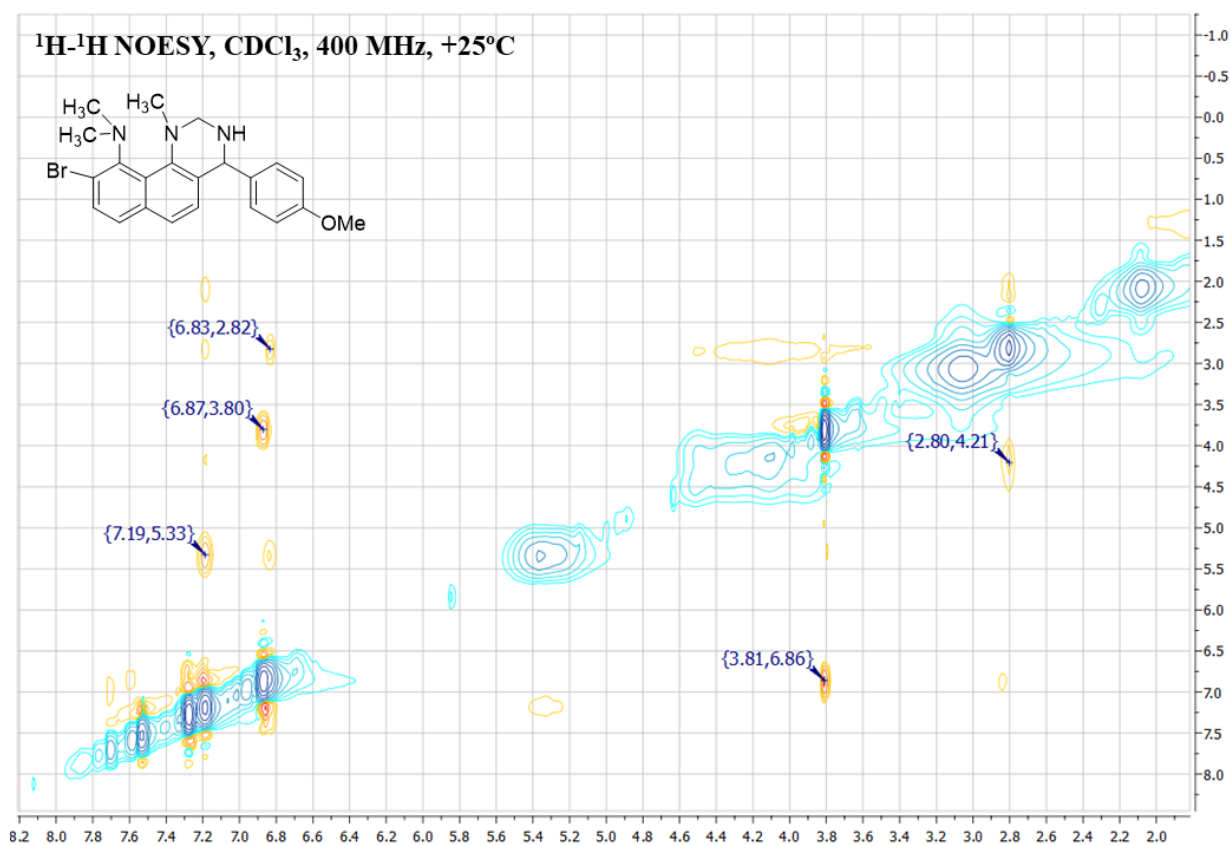 ¹H-¹H NOESY, CDCl₃, 400 MHz, +25ºC
H₃C
H₃C
N
H₃C
N
NH
Br
OMe
{6.83,2.82}
{6.87,3.80}
{2.80,4.21}
{7.19,5.33}
{3.81,6.86}
-1.0
-0.5
0.0
0.5
1.0
1.5
2.0
2.5
3.0
3.5
4.0
4.5
5.0
5.5
6.0
6.5
7.0
7.5
8.0
8.2 8.0 7.8 7.6 7.4 7.2 7.0 6.8 6.6 6.4 6.2 6.0 5.8 5.6 5.4 5.2 5.0 4.8 4.6 4.4 4.2 4.0 3.8 3.6 3.4 3.2 3.0 2.8 2.6 2.4 2.2 2.0